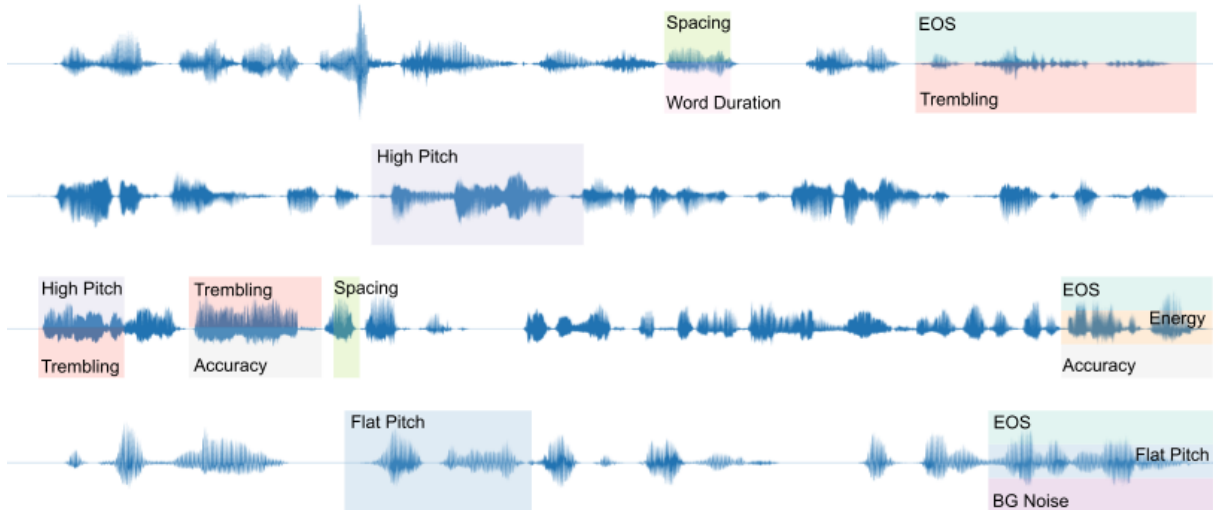 Spacing
EOS
Word Duration
Trembling
High Pitch
High Pitch
Trembling
Spacing
EOS
Energy
Trembling
Accuracy
Accuracy
Flat Pitch
EOS
Flat Pitch
BG Noise